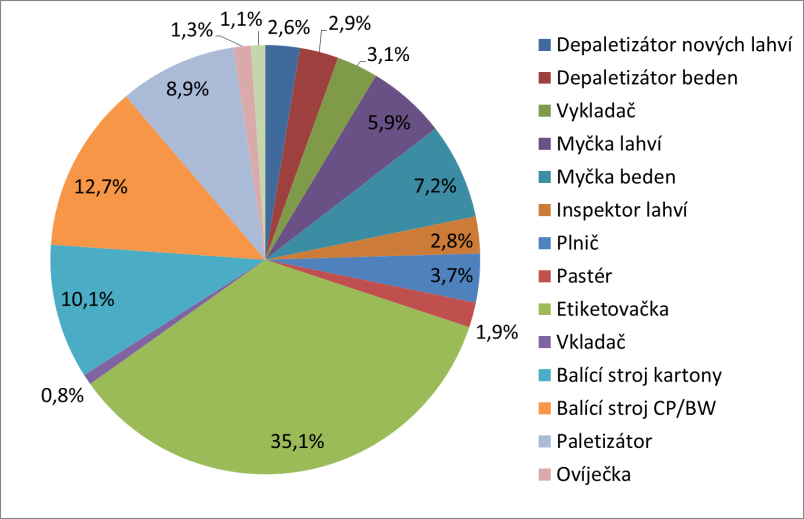 1,1%
2,6%
2,9%
1,3%
3,1%
8,9%
5,9%
12,7%
7,2%
2,8%
3,7%
10,1%
1,9%
0,8%
35,1%
Depaletizátor nových lahví
Depaletizátor beden
Vykladač
Myčka lahví
Myčka beden
Inspektor lahví
Plnič
Pastér
Etiketovačka
Vkladač
Balící stroj kartony
Balící stroj CP/BW
Paletizátor
Ovíječka